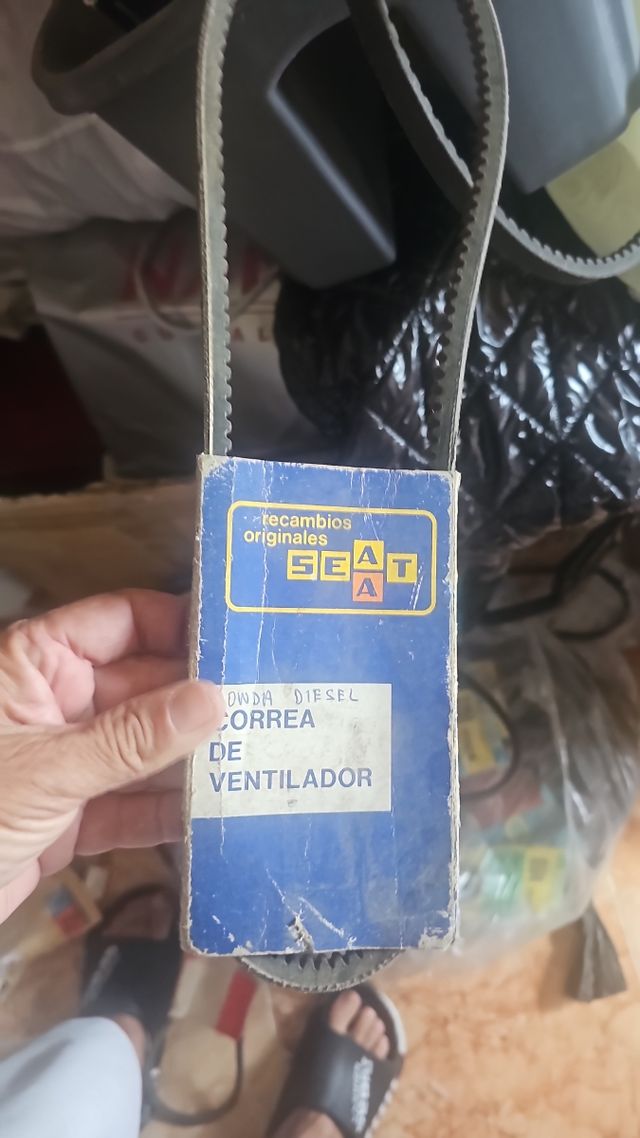 recambios
originales
SEAT
A
ONDA DIESEL
CORREA
DE
VENTILADOR